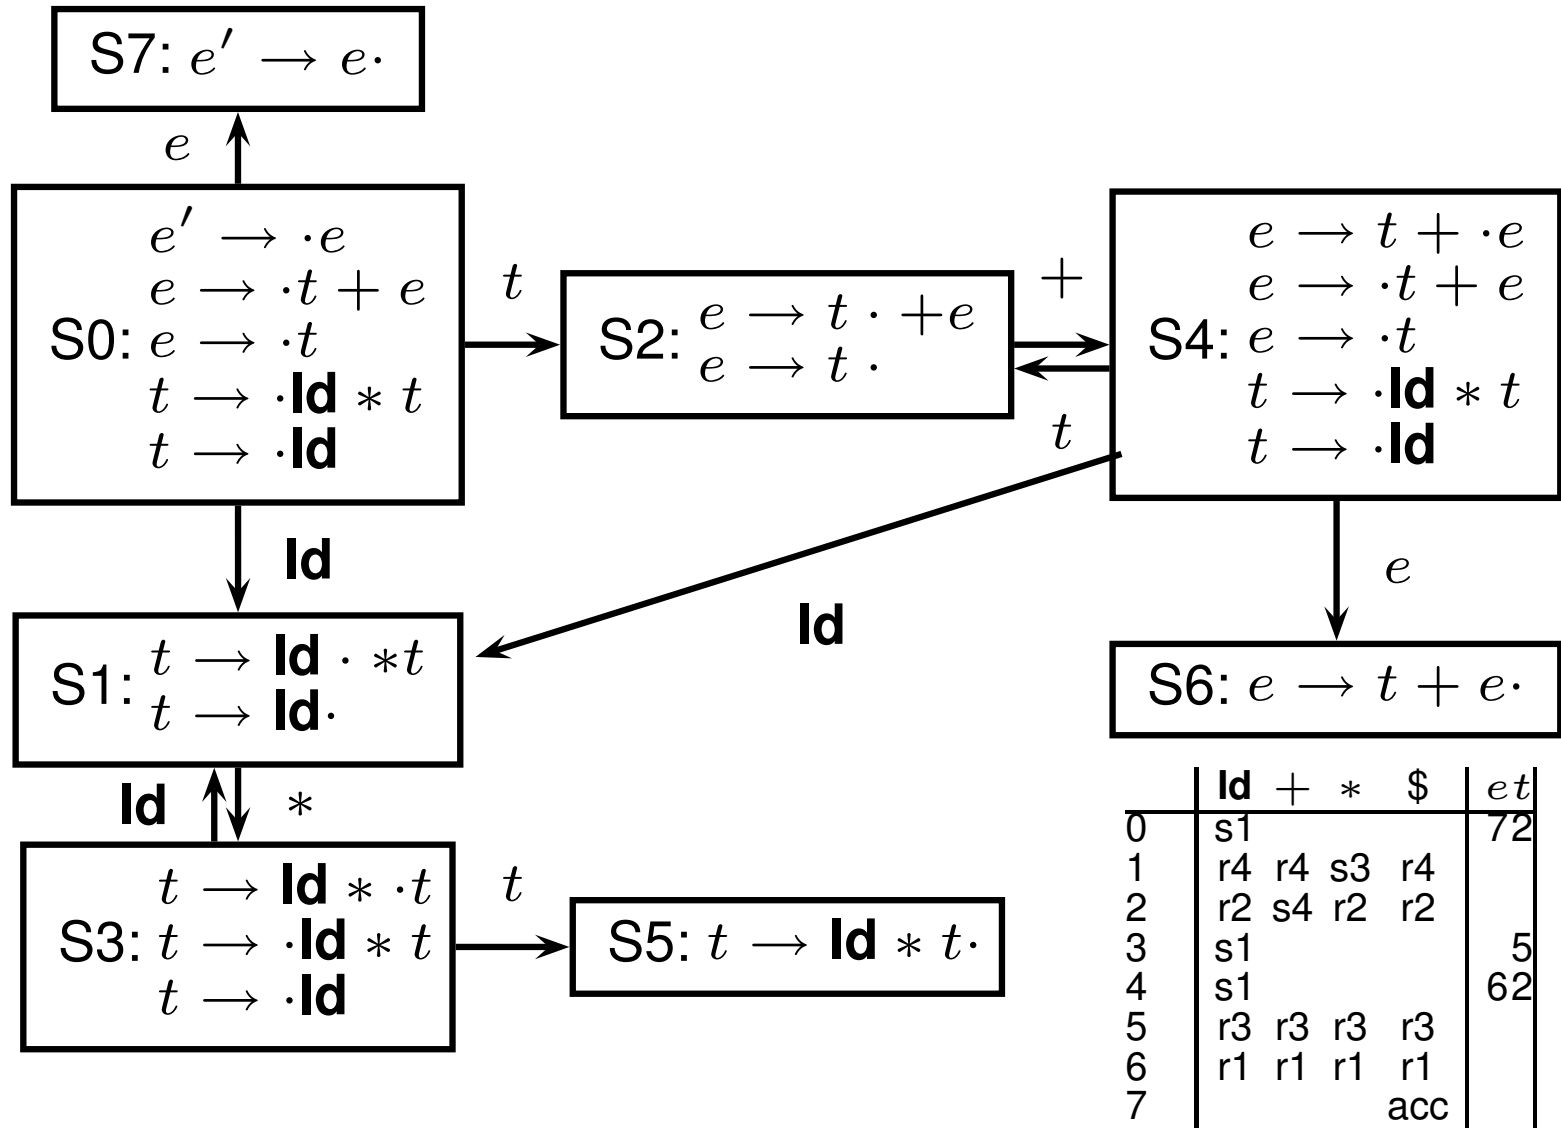 S7: e′ → e·
e
S0:
e′ → ·e
e → ·t + e
e → ·t
t → ·Id ∗ t
t → ·Id
t
S2:
e → t · +e
e → t ·
+
t
S4:
e → t + ·e
e → ·t + e
e → ·t
t → ·Id ∗ t
t → ·Id
Id
Id
e
S1:
t → Id · ∗t
t → Id·
S6: e → t + e·
Id
∗
S3:
t → Id ∗ ·t
t → ·Id ∗ t
t → ·Id
t
S5: t → Id ∗ t·
Id + ∗ $ e t
0 s1 7 2
1 r4 r4 s3 r4
2 r2 s4 r2 r2
3 s1 5
4 s1 6 2
5 r3 r3 r3 r3
6 r1 r1 r1 r1
7 acc